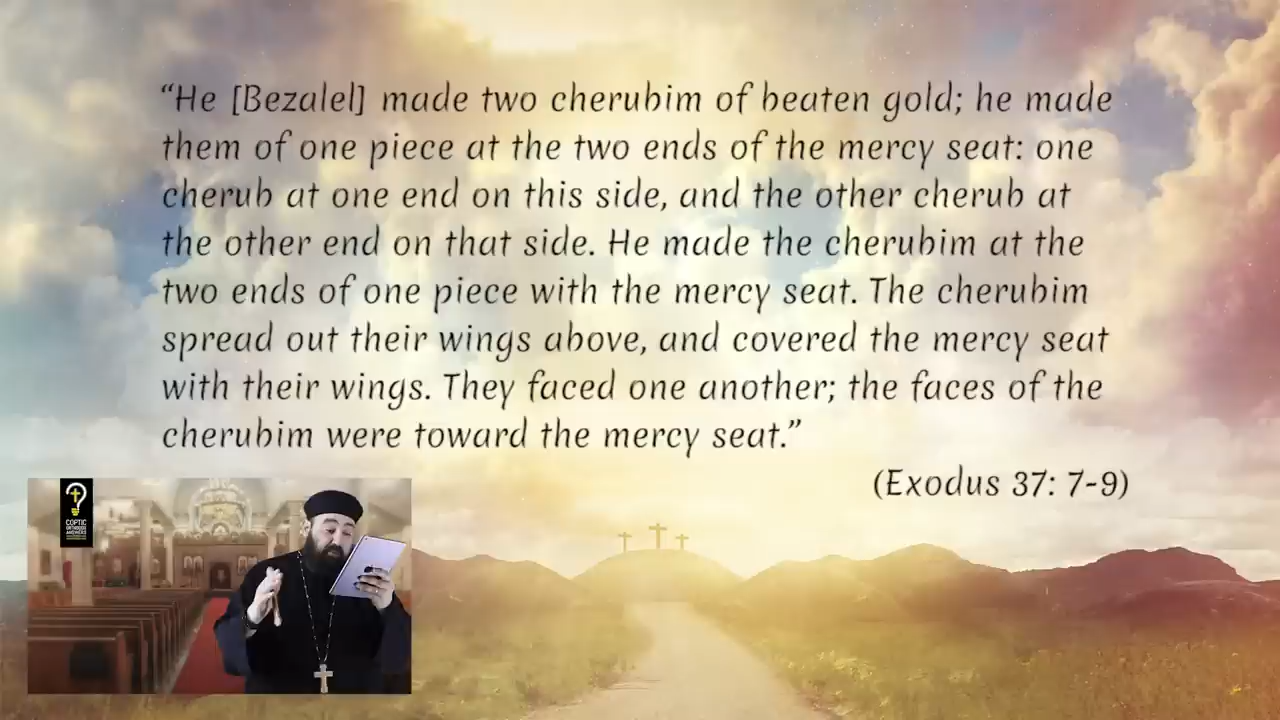 “He [Bezalel] made two cherubim of beaten gold; he made
them of one piece at the two ends of the mercy seat: one
cherub at one end on this side, and the other cherub at
the other end on that side. He made the cherubim at the
two ends of one piece with the mercy seat. The cherubim
spread out their wings above, and covered the mercy seat
with their wings. They faced one another; the faces of the
cherubim were toward the mercy seat.”
(Exodus 37: 7-9)
COPTIC
ORTHODOX
ANSWERS